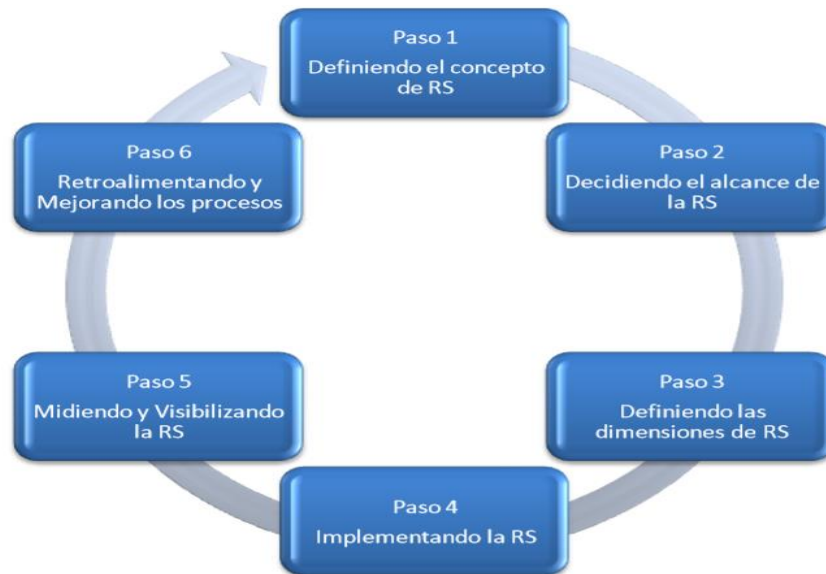 Paso 1
Definiendo el concepto
de RS
Paso 2
Decidiendo el alcance de
la RS
Paso 3
Definiendo las
dimensiones de RS
Paso 4
Implementando la RS
Paso 5
Midiendo y Visibilizando
la RS
Paso 6
Retroalimentando y
Mejorando los procesos